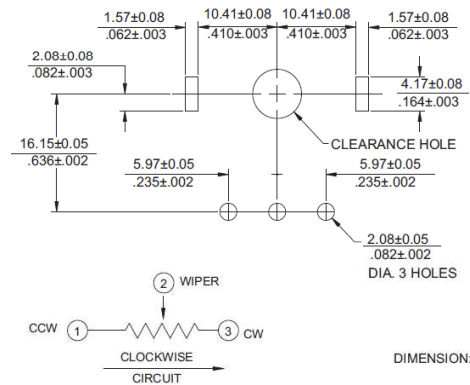 1.57±0.08
.062±.003
10.41±0.08
.410±.003
10.41±0.08
.410±.003
1.57±0.08
.062±.003
2.08±0.08
.082±.003
4.17±0.08
.164±.003
CLEARANCE HOLE
16.15±0.05
.636±.002
5.97±0.05
.235±.002
5.97±0.05
.235±.002
2.08±0.05
.082±.002
DIA. 3 HOLES
2 WIPER
CCW 1
3 CW
CLOCKWISE
CIRCUIT
DIMENSION: